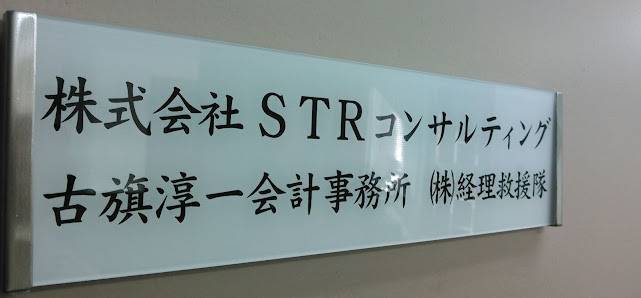 株式会社STRコンサルティング
古旗淳一会計事務所 ㈱経理救援隊